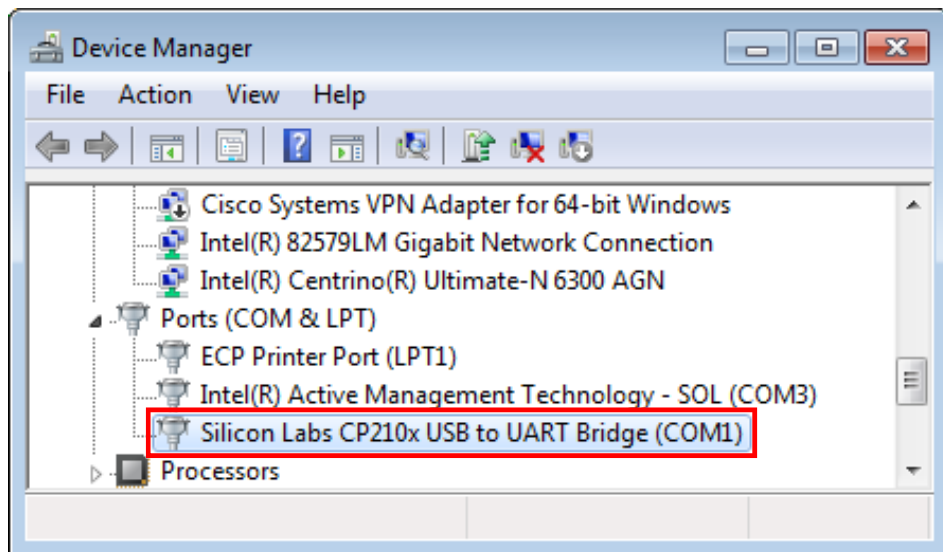 Device Manager
File Action View Help
Cisco Systems VPN Adapter for 64-bit Windows
Intel(R) 82579LM Gigabit Network Connection
Intel(R) Centrino(R) Ultimate-N 6300 AGN
Ports (COM & LPT)
ECP Printer Port (LPT1)
Intel(R) Active Management Technology - SOL (COM3)
Silicon Labs CP210x USB to UART Bridge (COM1)
Processors